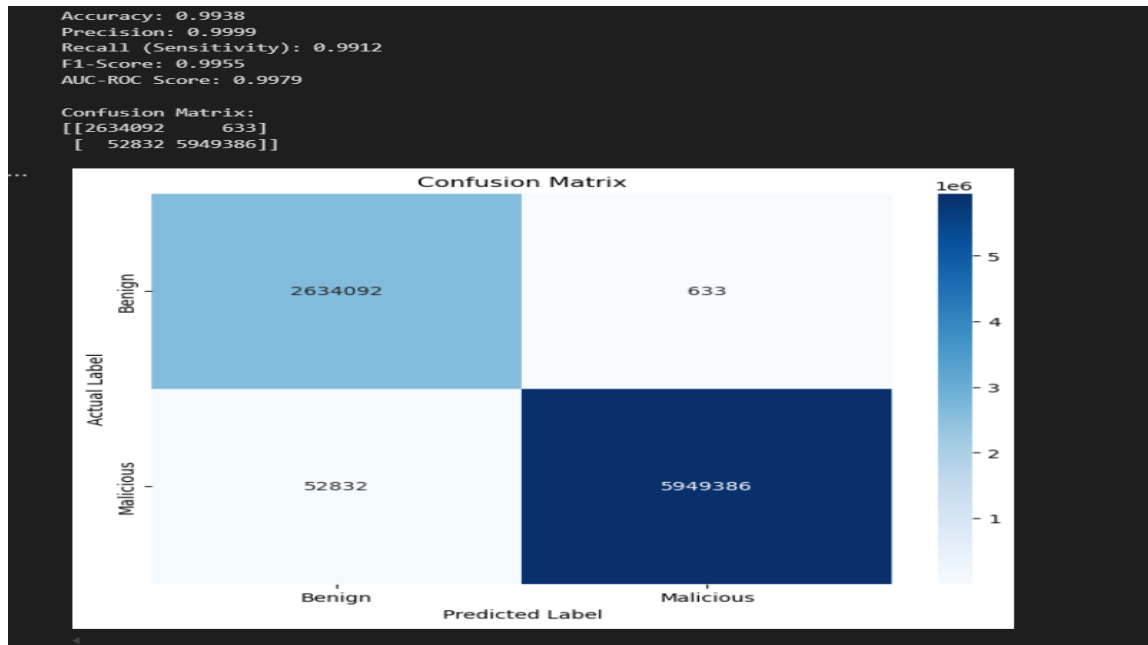 Accuracy: 0.9938
Precision: 0.9999
Recall (Sensitivity): 0.9912
F1-Score: 0.9955
AUC-ROC Score: 0.9979
Confusion Matrix:
[[2634092 633]
[ 52832 5949386]]
...
Confusion Matrix
1e6
Benign
2634092
633
5
4
3
Actual Label
2
Malicious
52832
5949386
1
Benign
Malicious
Predicted Label